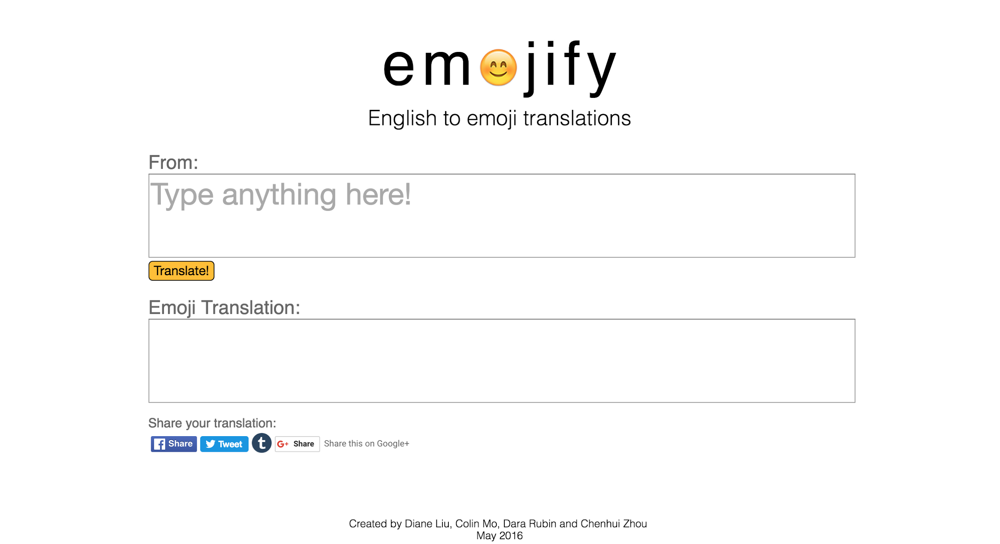 em😊jify
English to emoji translations
From:
Type anything here!
Translate!
Emoji Translation:
Share your translation:
f Share Tweet t G+ Share Share this on Google+
Created by Diane Liu, Colin Mo, Dara Rubin and Chenhui Zhou
May 2016